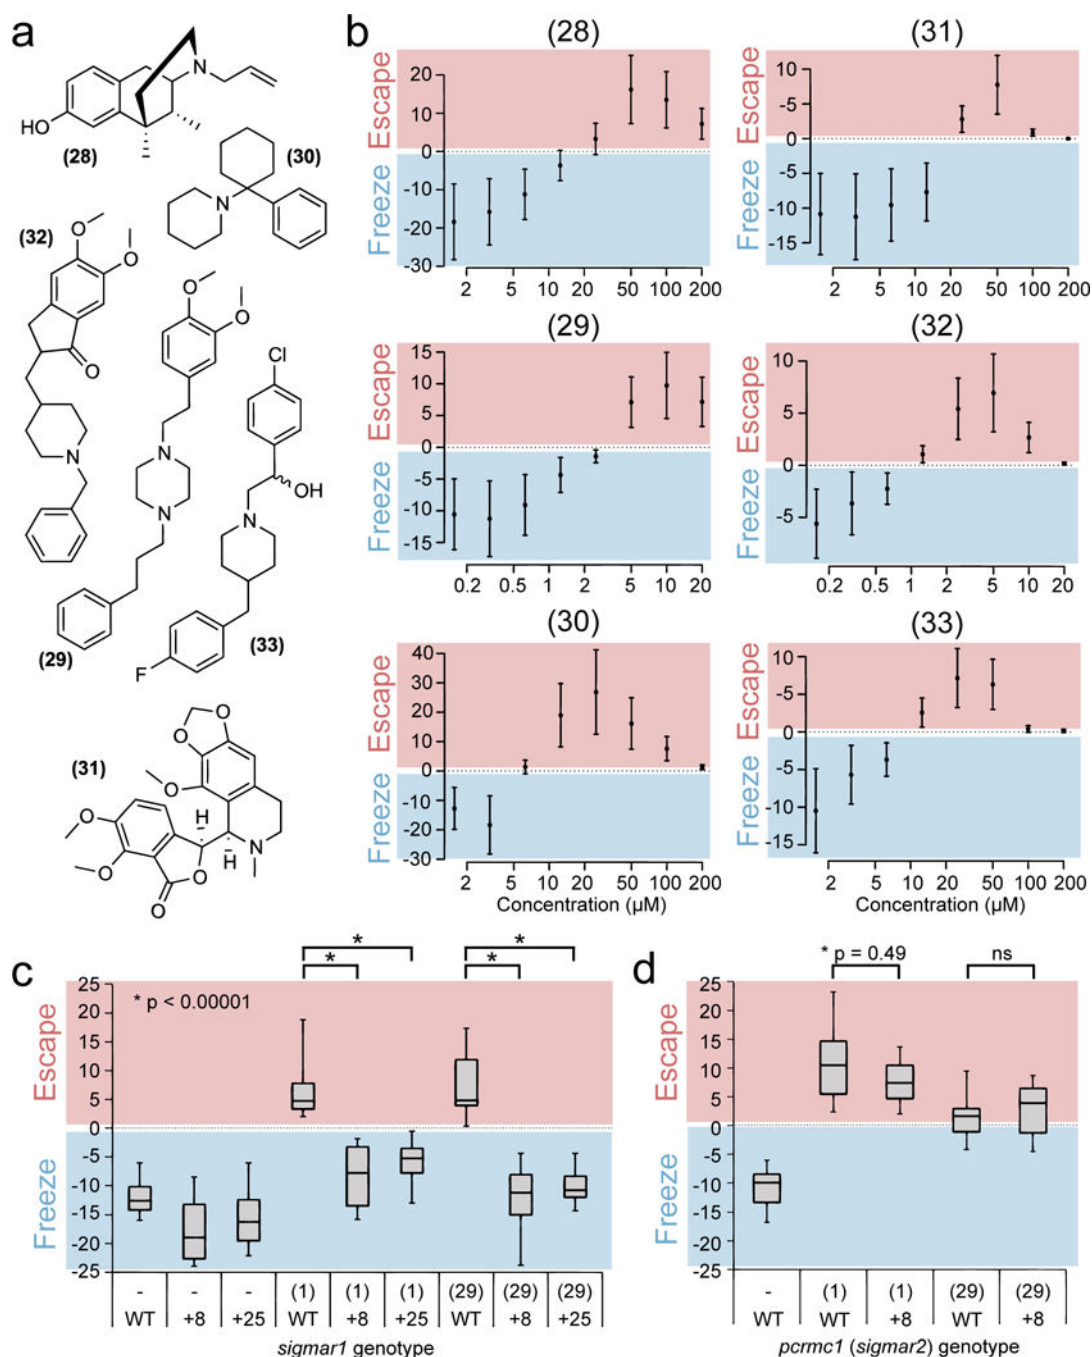 a
b
(28)
(31)
(29)
(32)
(30)
(33)
HO
N
(28)
(30)
N
(32)
O
O
O
N
O
O
N
N
(29)
Cl
OH
N
F
(33)
(31)
O
O
O
O
O
H
H
N
O
O
Escape
Freeze
20
10
0
-10
-20
-30
2 5 10 20 50 100 200
Escape
Freeze
-10
-5
0
-5
-10
-15
2 5 10 20 50 100 200
Escape
Freeze
15
10
5
0
-5
-10
-15
0.2 0.5 1 2 5 10 20
Escape
Freeze
10
5
0
-5
0.2 0.5 1 2 5 10 20
Escape
Freeze
40
30
20
10
0
-10
-20
-30
2 5 10 20 50 100 200
Concentration (µM)
Escape
Freeze
10
-5
0
-5
-10
-15
2 5 10 20 50 100 200
Concentration (µM)
c
* p < 0.00001
*
*
*
*
Escape
Freeze
25
20
15
10
5
0
-5
-10
-15
-20
-25
- - - (1) (1) (1) (29) (29) (29)
WT +8 +25 WT +8 +25 WT +8 +25
sigmar1 genotype
d
* p = 0.49
ns
Escape
Freeze
25
20
15
10
5
0
-5
-10
-15
-20
-25
- (1) (1) (29) (29)
WT WT +8 WT +8
pcrmc1 (sigmar2) genotype